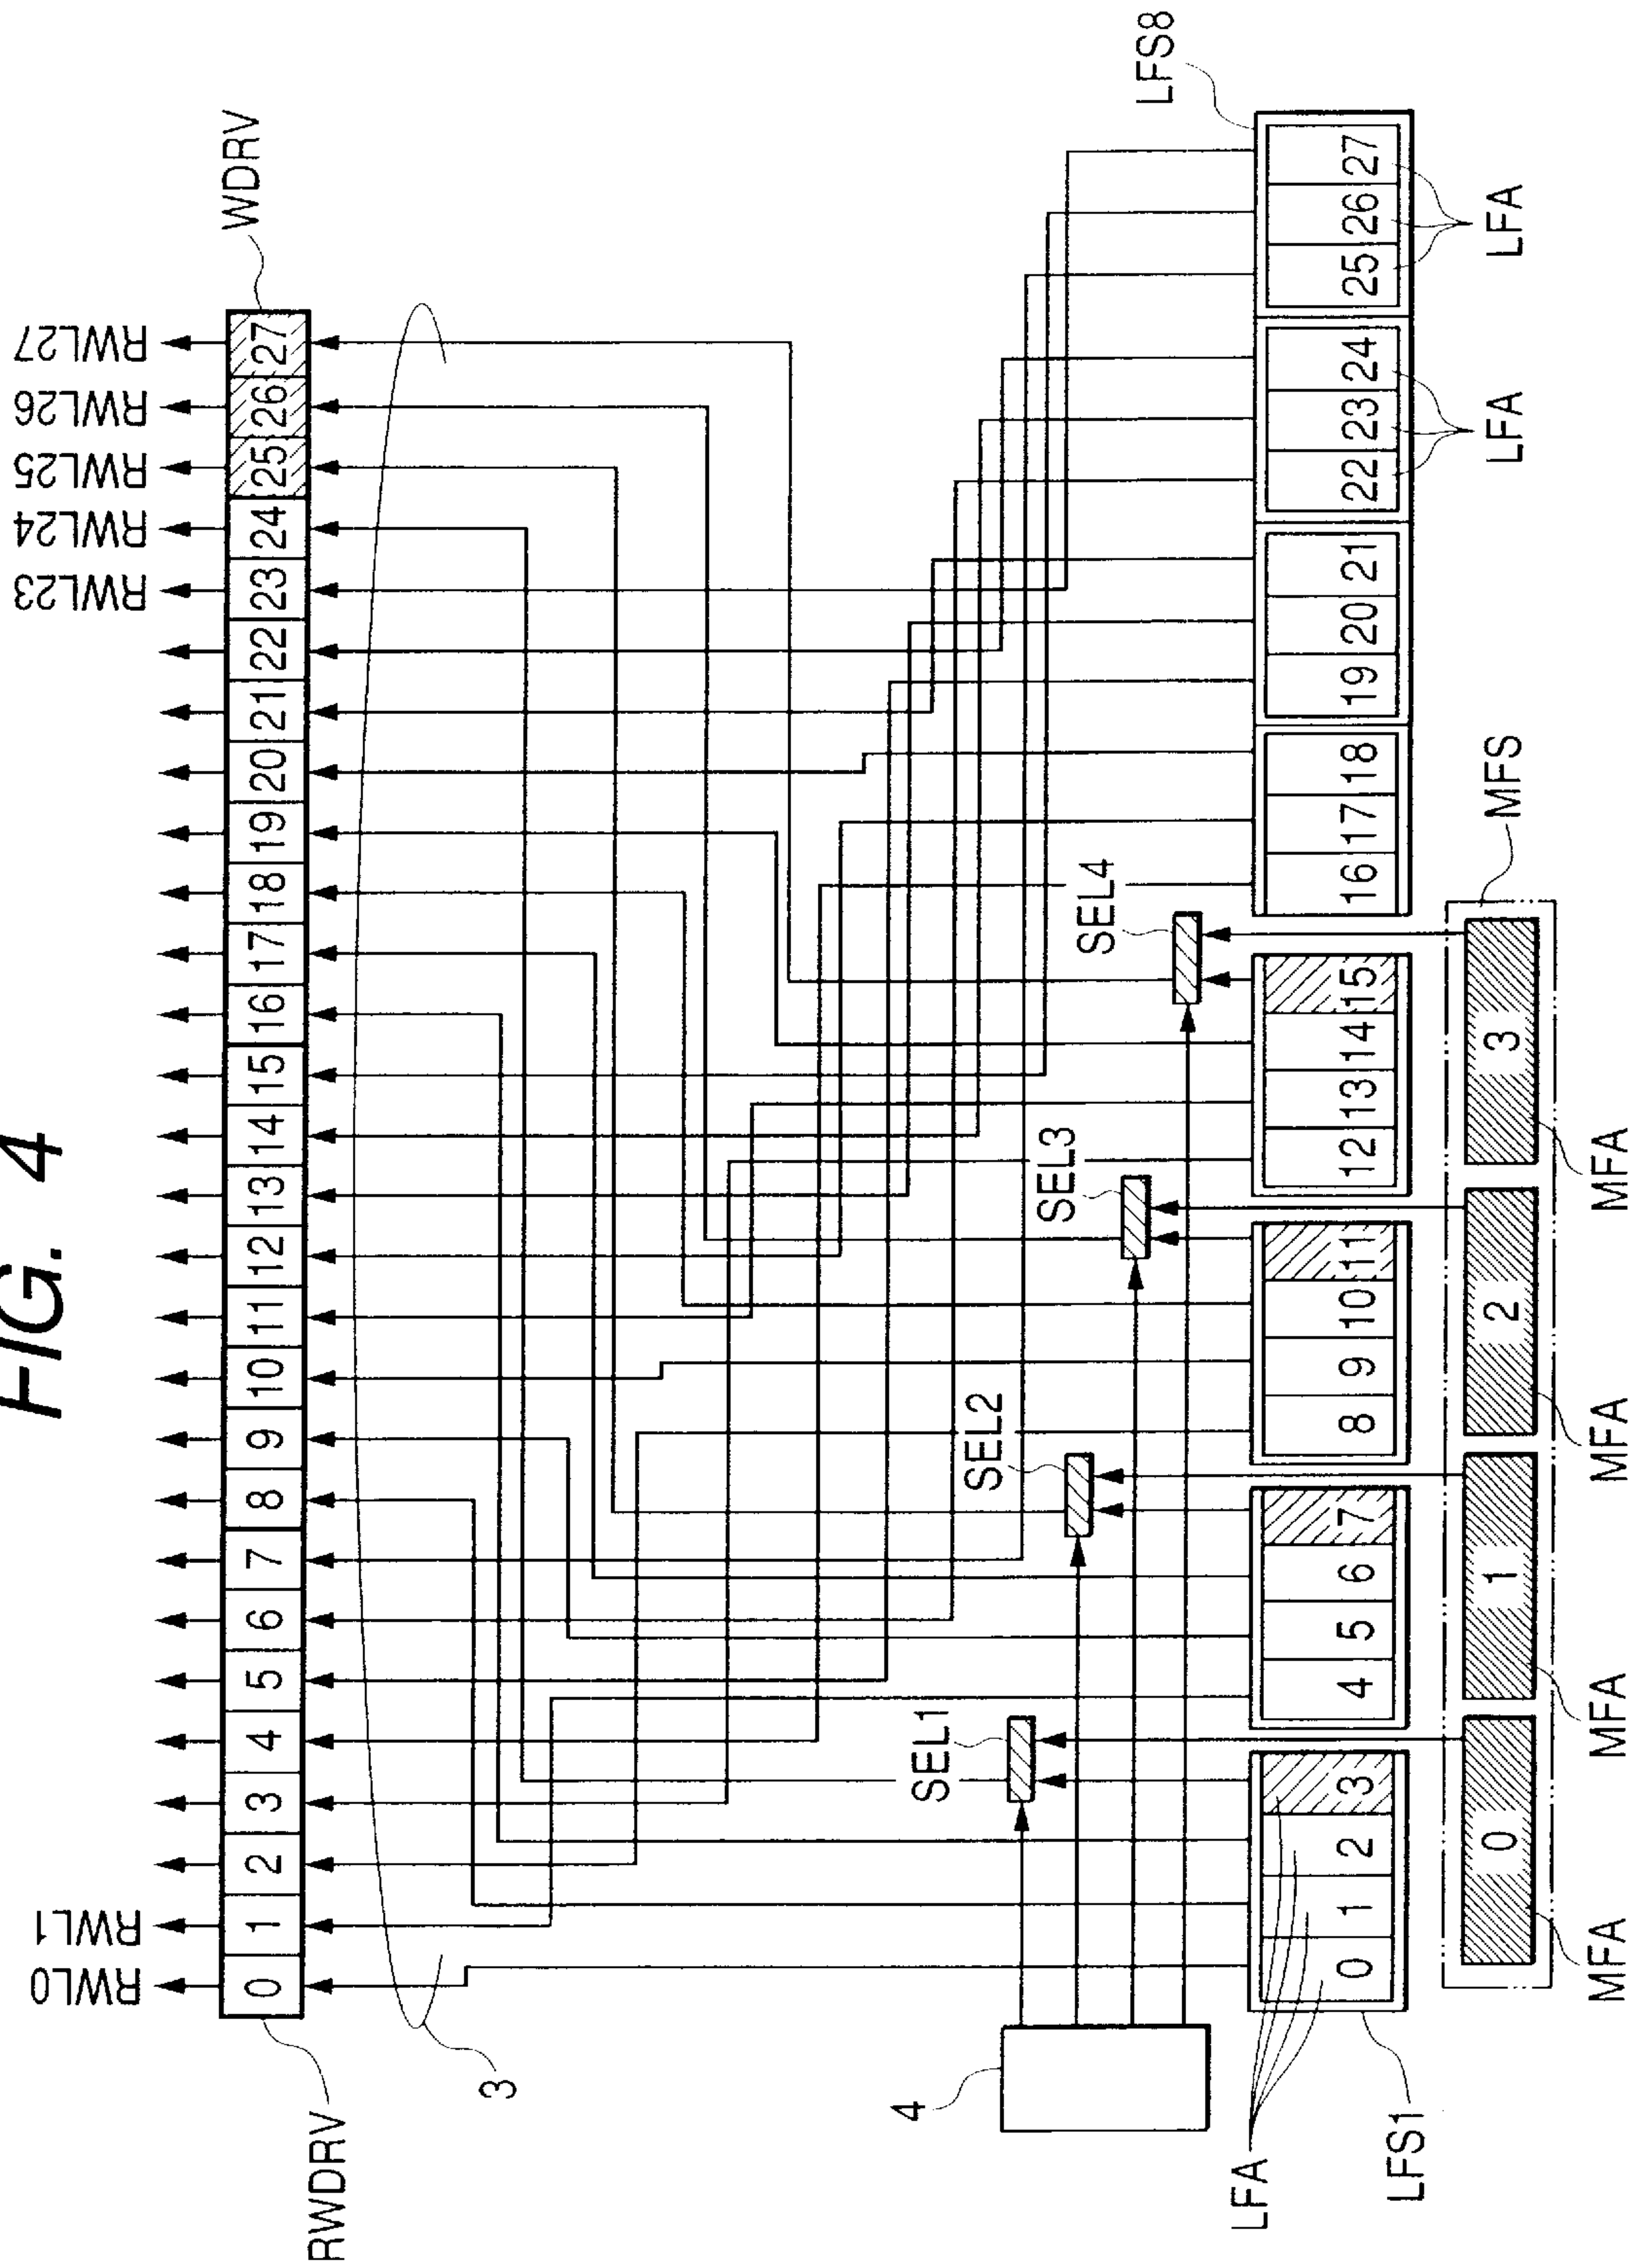 FIG. 4
RWL0
RWL1
RWL23
RWL24
RWL25
RWL26
RWL27
RWDRV
0 1 2 3 4 5 6 7 8 9 10 11 12 13 14 15 16 17 18 19 20 21 22 23 24 25 26 27
WDRV
3
4
SEL1
SEL2
SEL3
SEL4
LFS8
LFA
0 1 2 3
4 5 6 7
8 9 10 11
12 13 14 15
16 17 18
19 20 21
22 23 24
25 26 27
LFS1
LFA
LFA
MFS
0
1
2
3
MFA
MFA
MFA
MFA